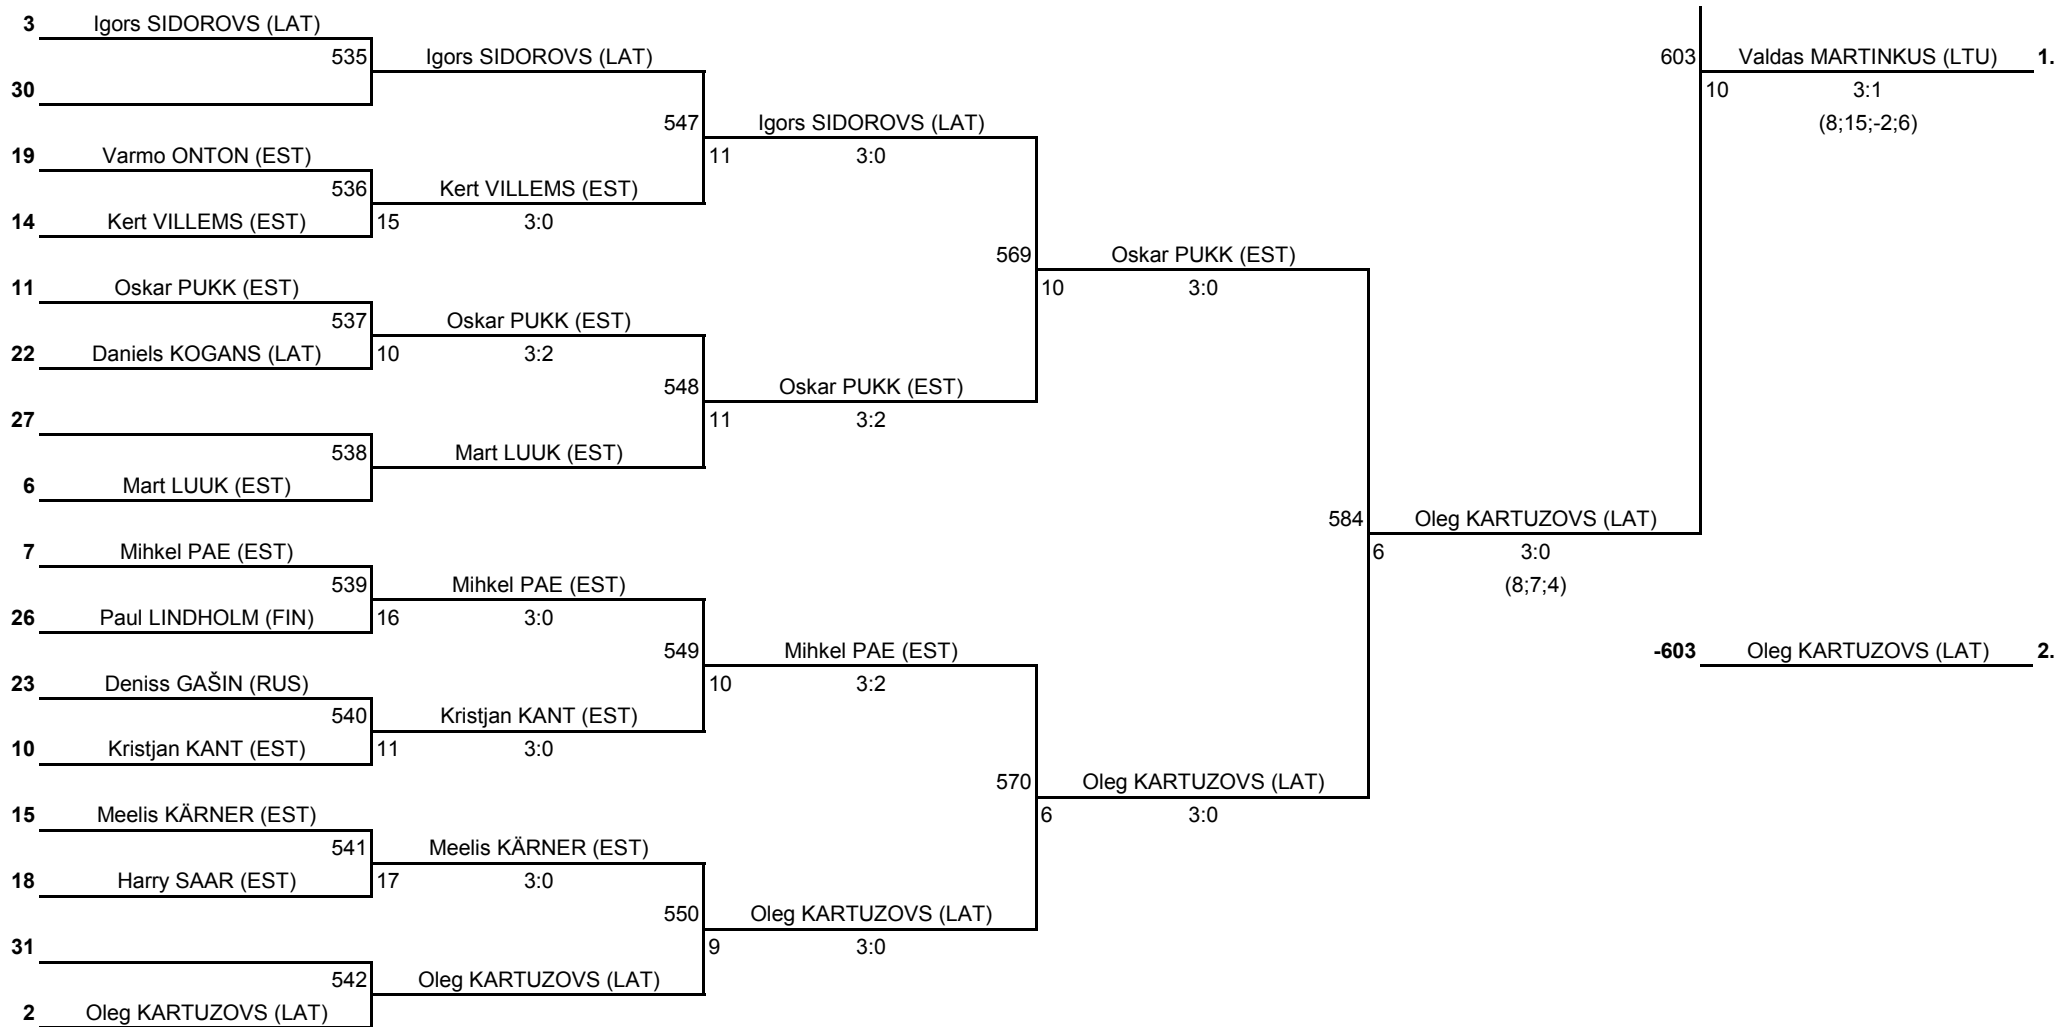 3 Igors SIDOROVS (LAT)
535 Igors SIDOROVS (LAT) 603 Valdas MARTINKUS (LTU) 1.
30 10 3:1
547 Igors SIDOROVS (LAT) (8;15;-2;6)
19 Varmo ONTON (EST) 11 3:0
536 Kert VILLEMS (EST)
14 Kert VILLEMS (EST) 15 3:0
569 Oskar PUKK (EST)
11 Oskar PUKK (EST) 10 3:0
537 Oskar PUKK (EST)
22 Daniels KOGANS (LAT) 10 3:2
548 Oskar PUKK (EST)
27 11 3:2
538 Mart LUUK (EST)
6 Mart LUUK (EST)
584 Oleg KARTUZOVS (LAT)
7 Mihkel PAE (EST) 6 3:0
539 Mihkel PAE (EST) (8;7;4)
26 Paul LINDHOLM (FIN) 16 3:0
549 Mihkel PAE (EST) -603 Oleg KARTUZOVS (LAT) 2.
23 Deniss GAŠIN (RUS) 10 3:2
540 Kristjan KANT (EST)
10 Kristjan KANT (EST) 11 3:0
570 Oleg KARTUZOVS (LAT)
15 Meelis KÄRNER (EST) 6 3:0
541 Meelis KÄRNER (EST)
18 Harry SAAR (EST) 17 3:0
550 Oleg KARTUZOVS (LAT)
31 9 3:0
542 Oleg KARTUZOVS (LAT)
2 Oleg KARTUZOVS (LAT)